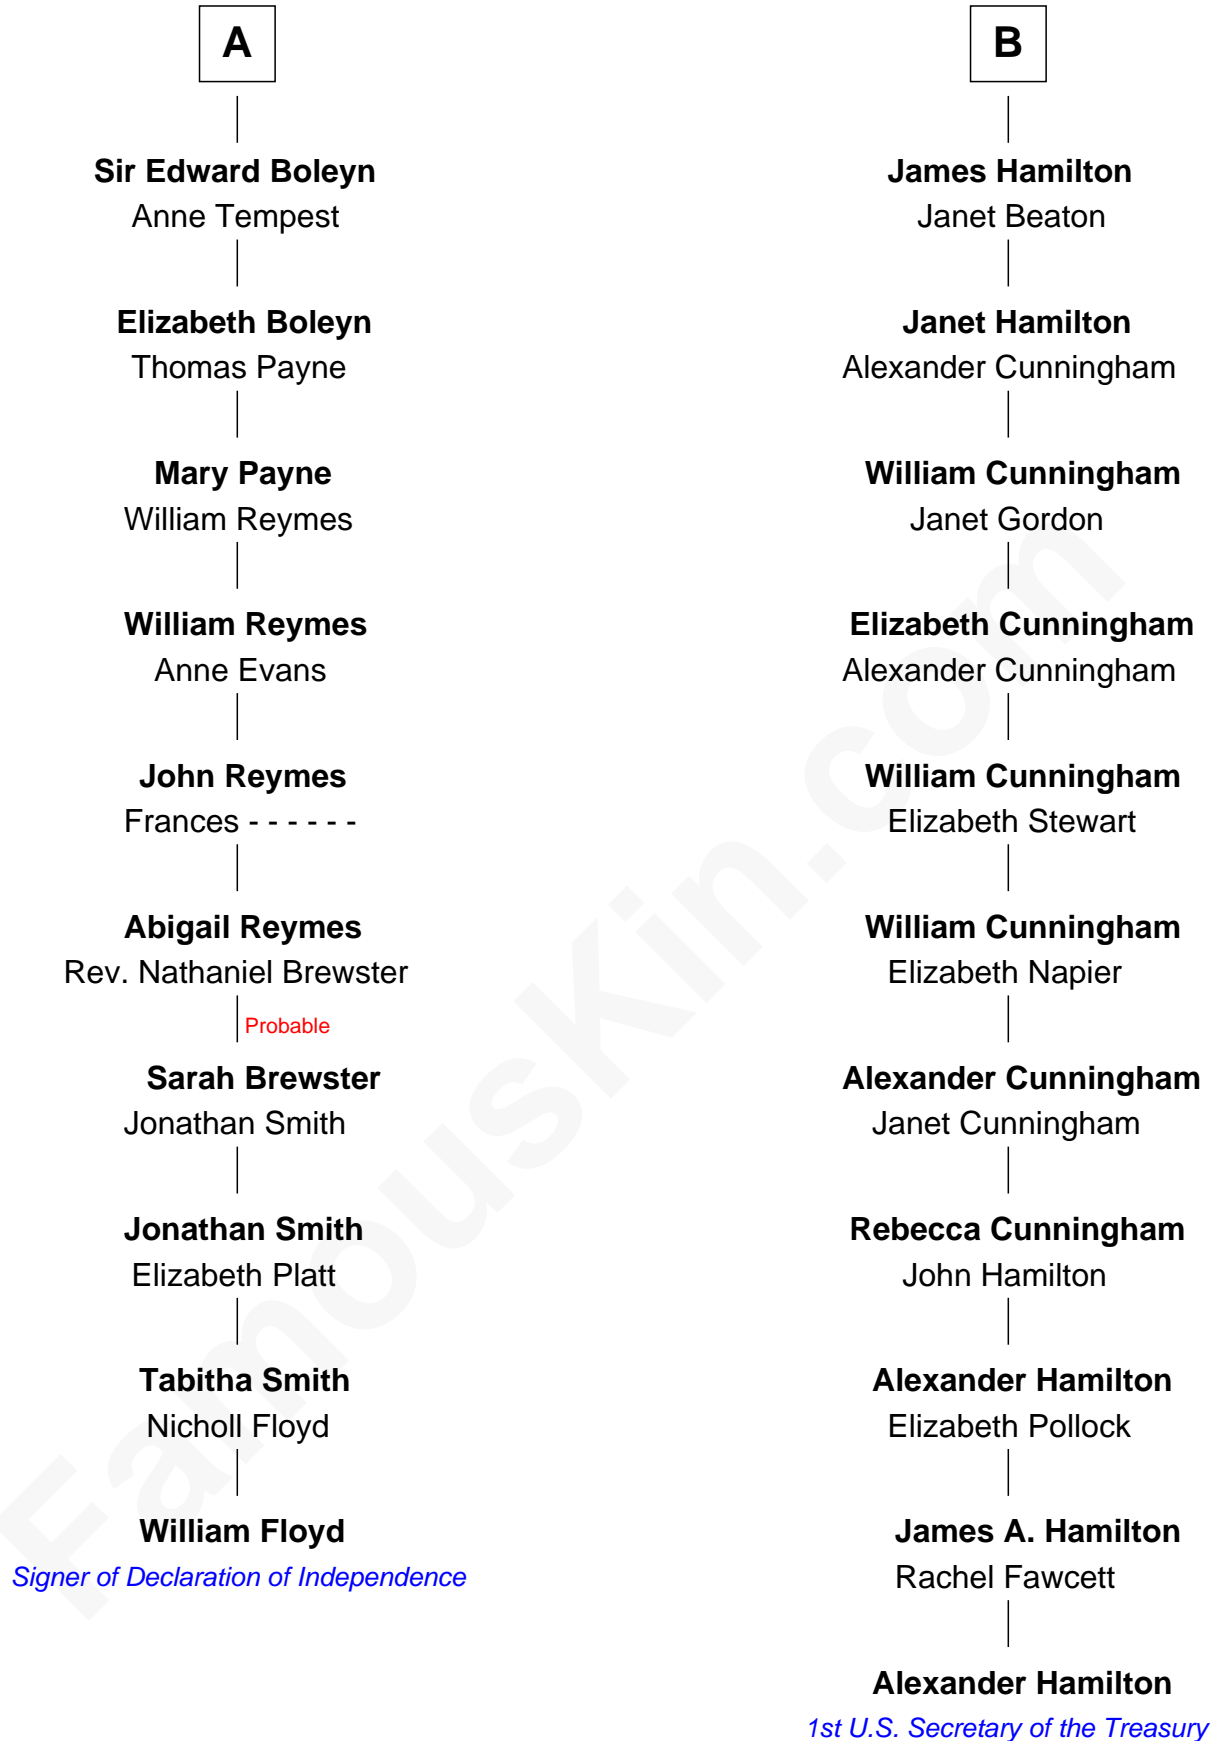 A
Sir Edward Boleyn
Anne Tempest
Elizabeth Boleyn
Thomas Payne
Mary Payne
William Reymes
William Reymes
Anne Evans
John Reymes
Frances - - - - - -
Abigail Reymes
Rev. Nathaniel Brewster
Probable
Sarah Brewster
Jonathan Smith
Jonathan Smith
Elizabeth Platt
Tabitha Smith
Nicholl Floyd
William Floyd
Signer of Declaration of Independence
B
James Hamilton
Janet Beaton
Janet Hamilton
Alexander Cunningham
William Cunningham
Janet Gordon
Elizabeth Cunningham
Alexander Cunningham
William Cunningham
Elizabeth Stewart
William Cunningham
Elizabeth Napier
Alexander Cunningham
Janet Cunningham
Rebecca Cunningham
John Hamilton
Alexander Hamilton
Elizabeth Pollock
James A. Hamilton
Rachel Fawcett
Alexander Hamilton
1st U.S. Secretary of the Treasury
FamousKin.com